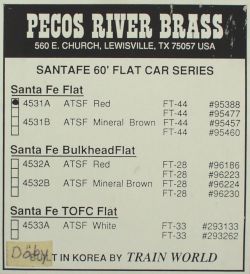 PECOS RIVER BRASS
560 E. CHURCH, LEWISVILLE, TX 75057 USA
SANTAFE 60' FLAT CAR SERIES
Santa Fe Flat
4531A ATSF Red FT-44 #95388
4531B ATSF Mineral Brown FT-44 #95477
FT-44 #95457
FT-44 #95460
Santa Fe BulkheadFlat
4532A ATSF Red FT-28 #96186
FT-28 #96223
4532B ATSF Mineral Brown FT-28 #96224
FT-28 #96230
Santa Fe TOFC Flat
4533A ATSF White FT-33 #293133
FT-33 #293262
Däby
BUILT IN KOREA BY TRAIN WORLD